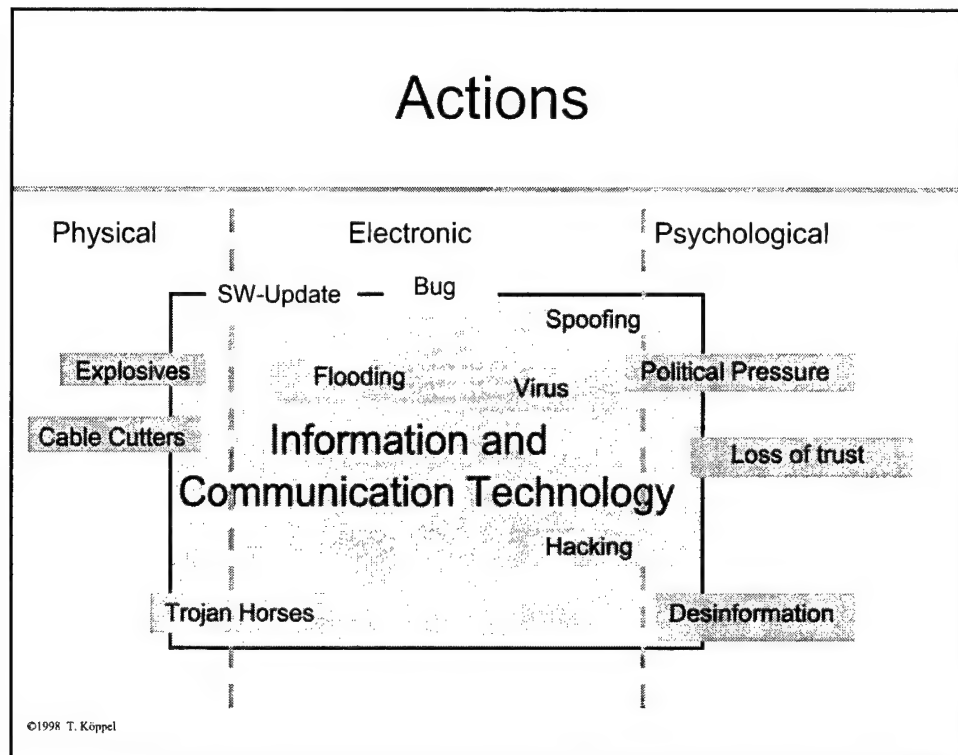 Actions
Physical
Electronic
Psychological
SW-Update
Bug
Spoofing
Explosives
Flooding
Virus
Political Pressure
Cable Cutters
Information and
Communication Technology
Loss of trust
Hacking
Trojan Horses
Desinformation
©1998 T. Köppel